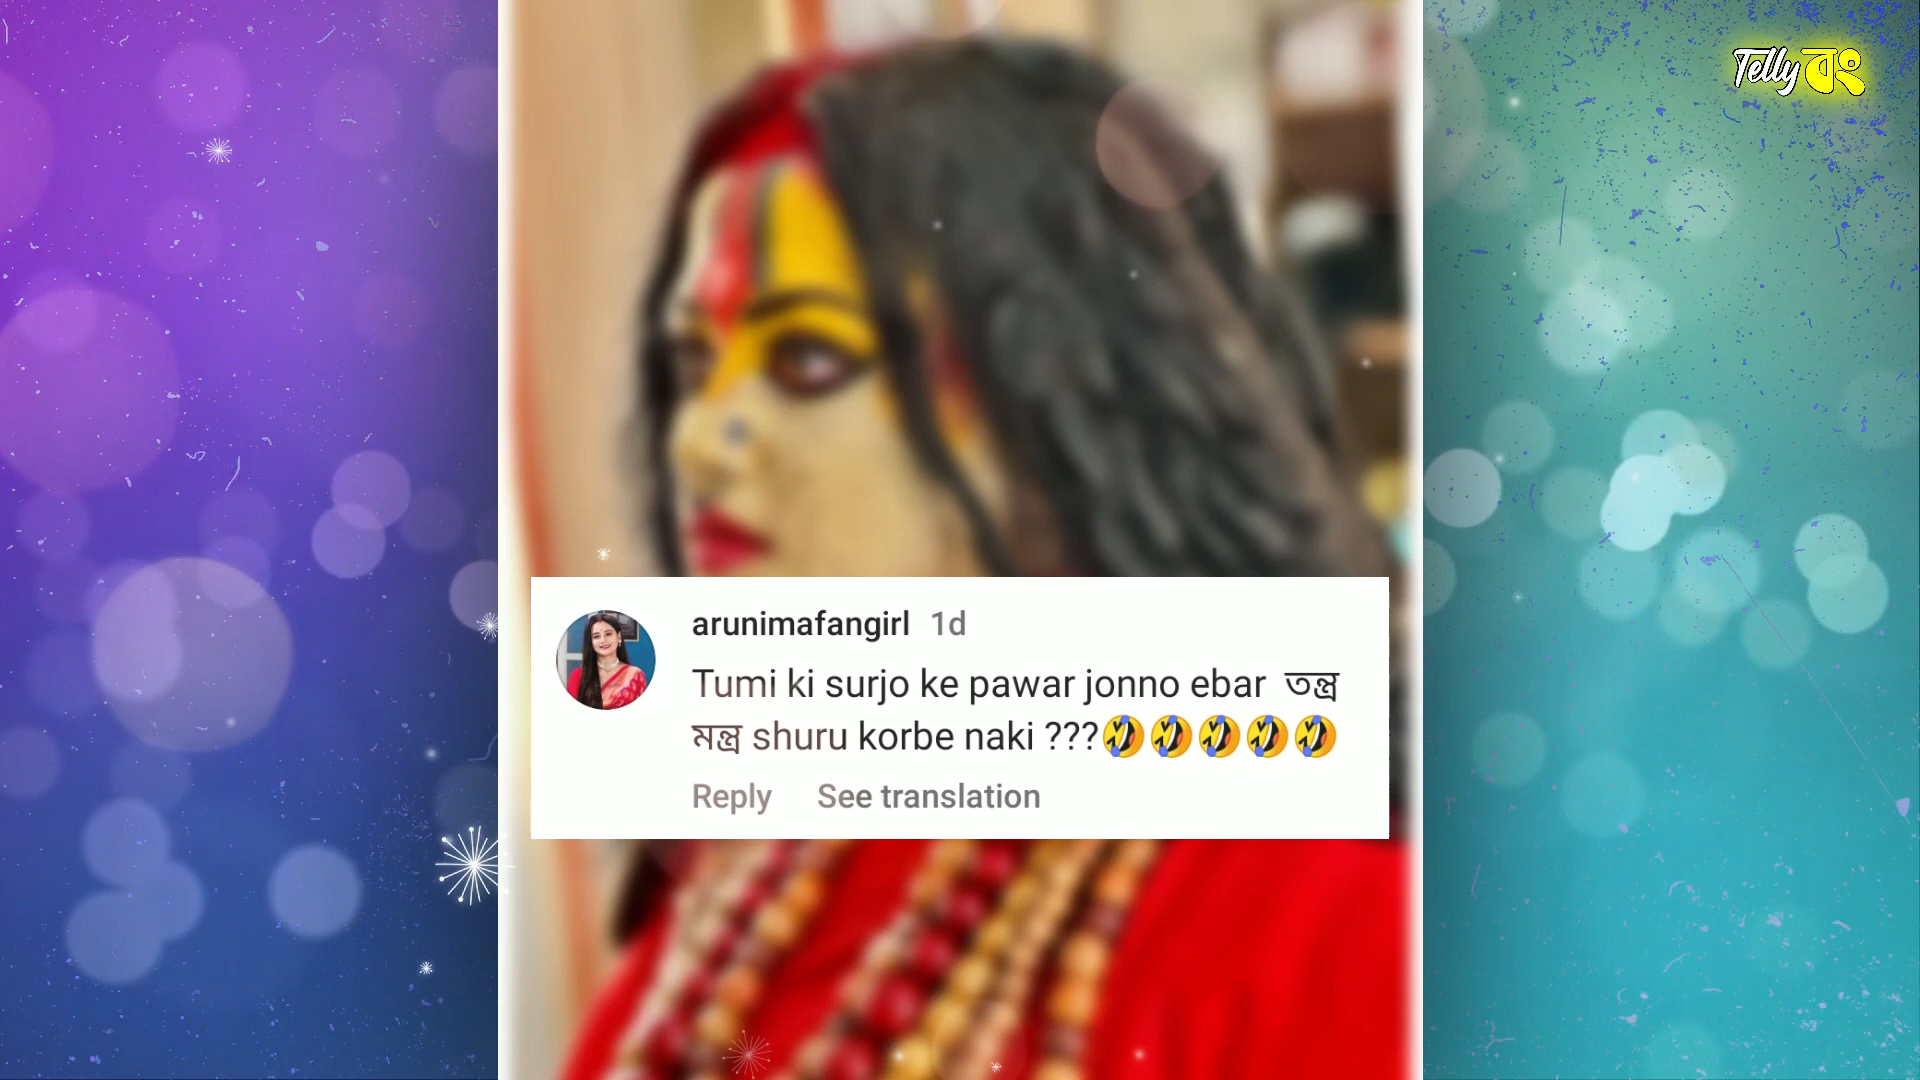 Telly বং
arunimafangirl 1d
Tumi ki surjo ke pawar jonno ebar তন্ত্র
মন্ত্র shuru korbe naki ???🤣🤣🤣🤣🤣
Reply See translation